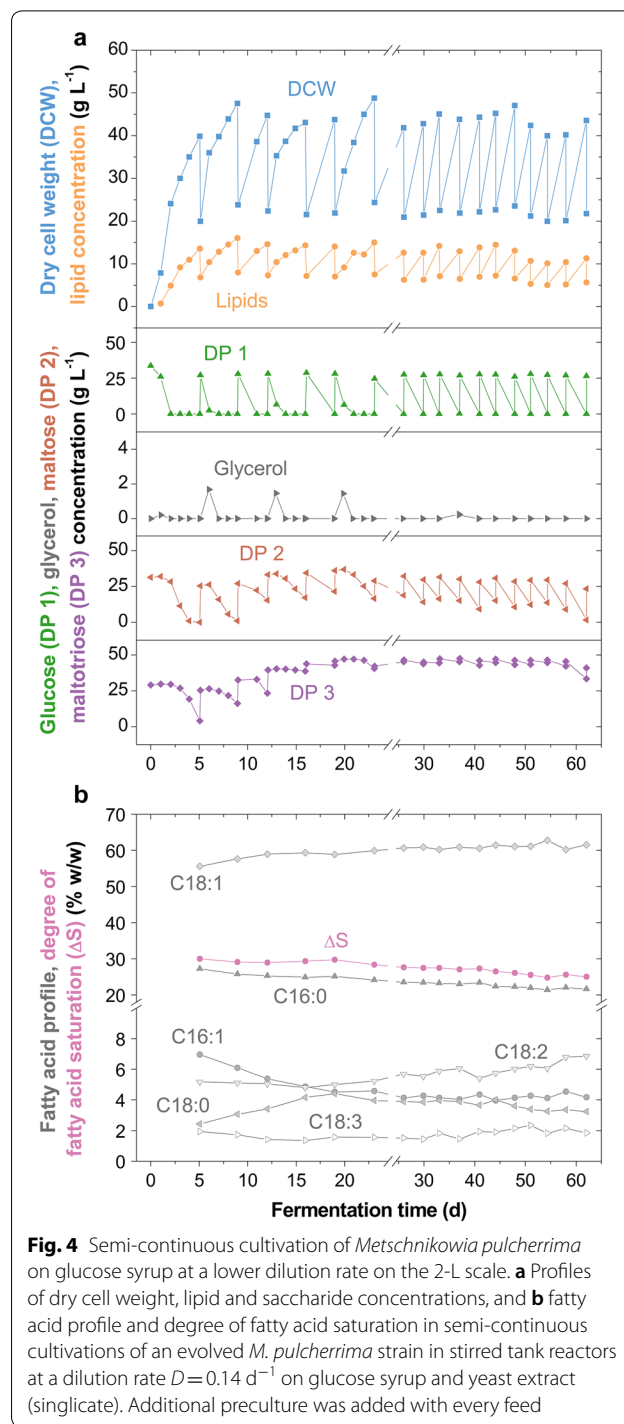 a
Dry cell weight (DCW),
lipid concentration (g L⁻¹)
60
50
40
30
20
10
0
DCW
Lipids
Glucose (DP 1), glycerol, maltose (DP 2),
maltotriose (DP 3) concentration (g L⁻¹)
50
25
0
DP 1
4
2
0
Glycerol
50
25
0
DP 2
50
25
0
DP 3
0 5 10 15 20 30 40 50 60
b
Fatty acid profile, degree of
fatty acid saturation (ΔS) (% w/w)
70
60
50
40
30
20
8
6
4
2
0
C18:1
ΔS
C16:0
C16:1
C18:2
C18:0
C18:3
0 5 10 15 20 30 40 50 60
Fermentation time (d)
Fig. 4 Semi-continuous cultivation of Metschnikowia pulcherrima
on glucose syrup at a lower dilution rate on the 2-L scale. a Profiles
of dry cell weight, lipid and saccharide concentrations, and b fatty
acid profile and degree of fatty acid saturation in semi-continuous
cultivations of an evolved M. pulcherrima strain in stirred tank reactors
at a dilution rate D = 0.14 d⁻¹ on glucose syrup and yeast extract
(singlicate). Additional preculture was added with every feed